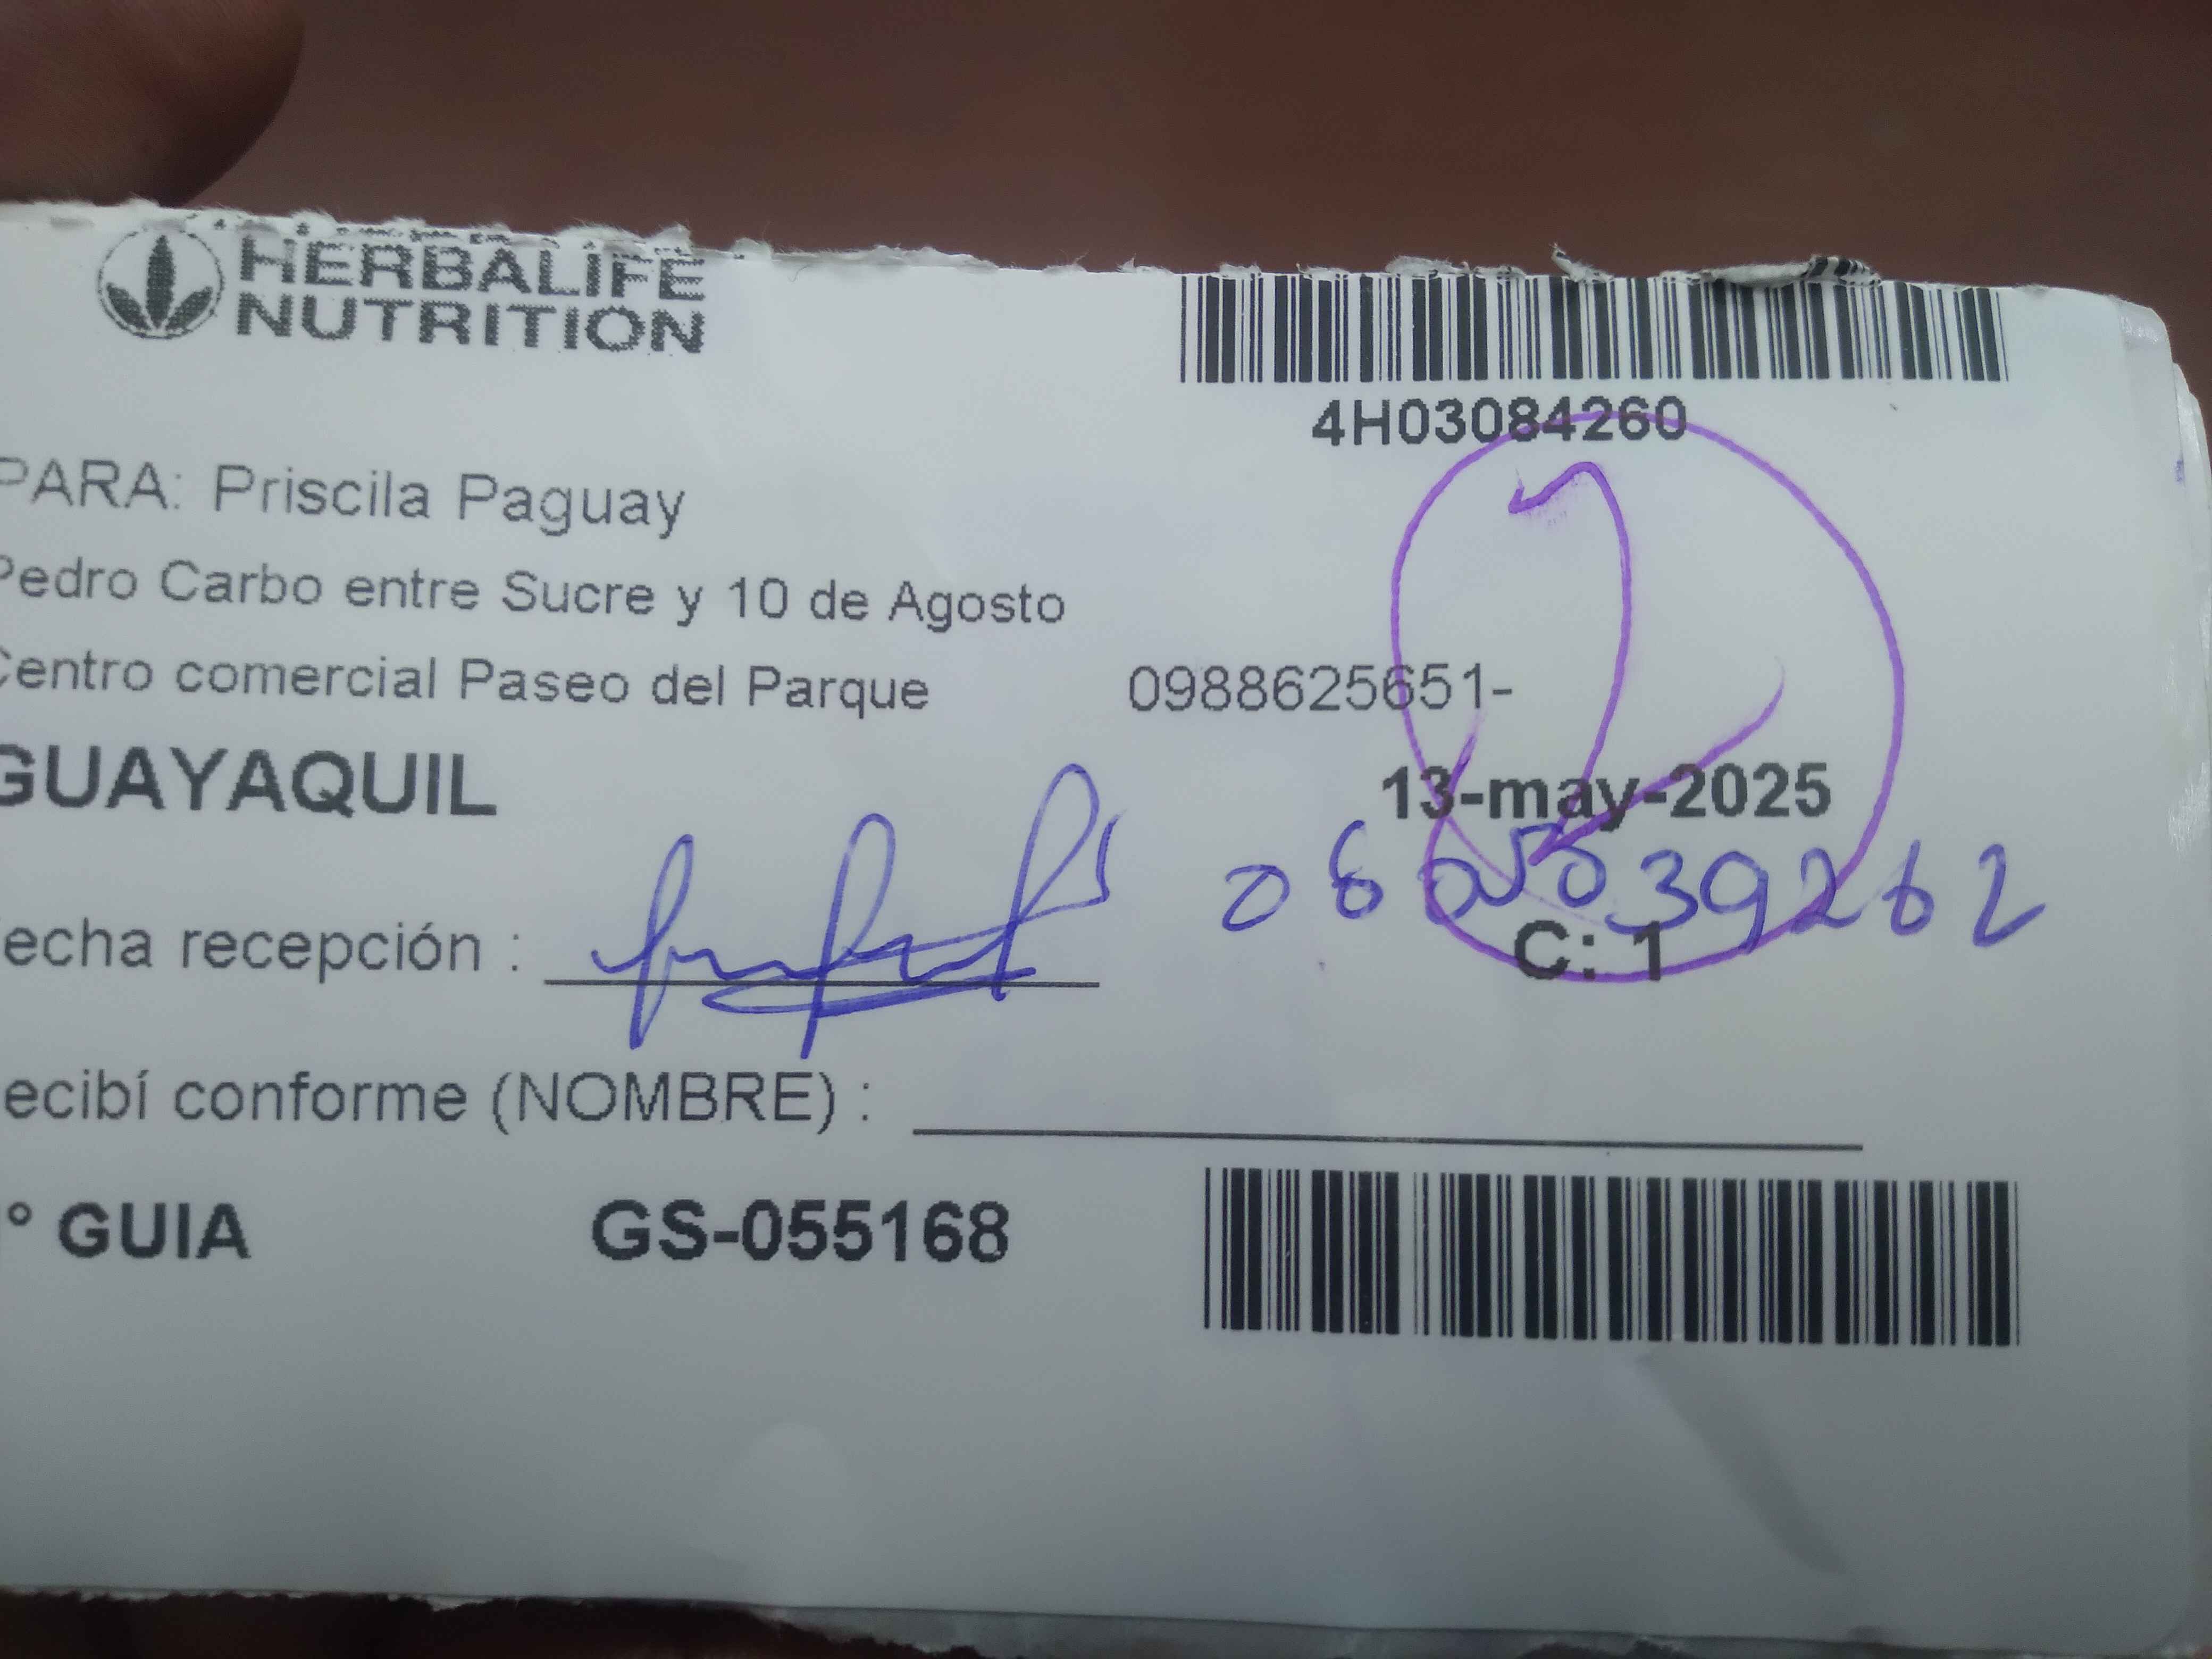 HERBALIFE
NUTRITION
4H03084260
PARA: Priscila Paguay
Pedro Carbo entre Sucre y 10 de Agosto
Centro comercial Paseo del Parque 0988625651-
GUAYAQUIL
13-may-2025
echa recepción :
C: 1
ecibí conforme (NOMBRE) :
° GUIA GS-055168